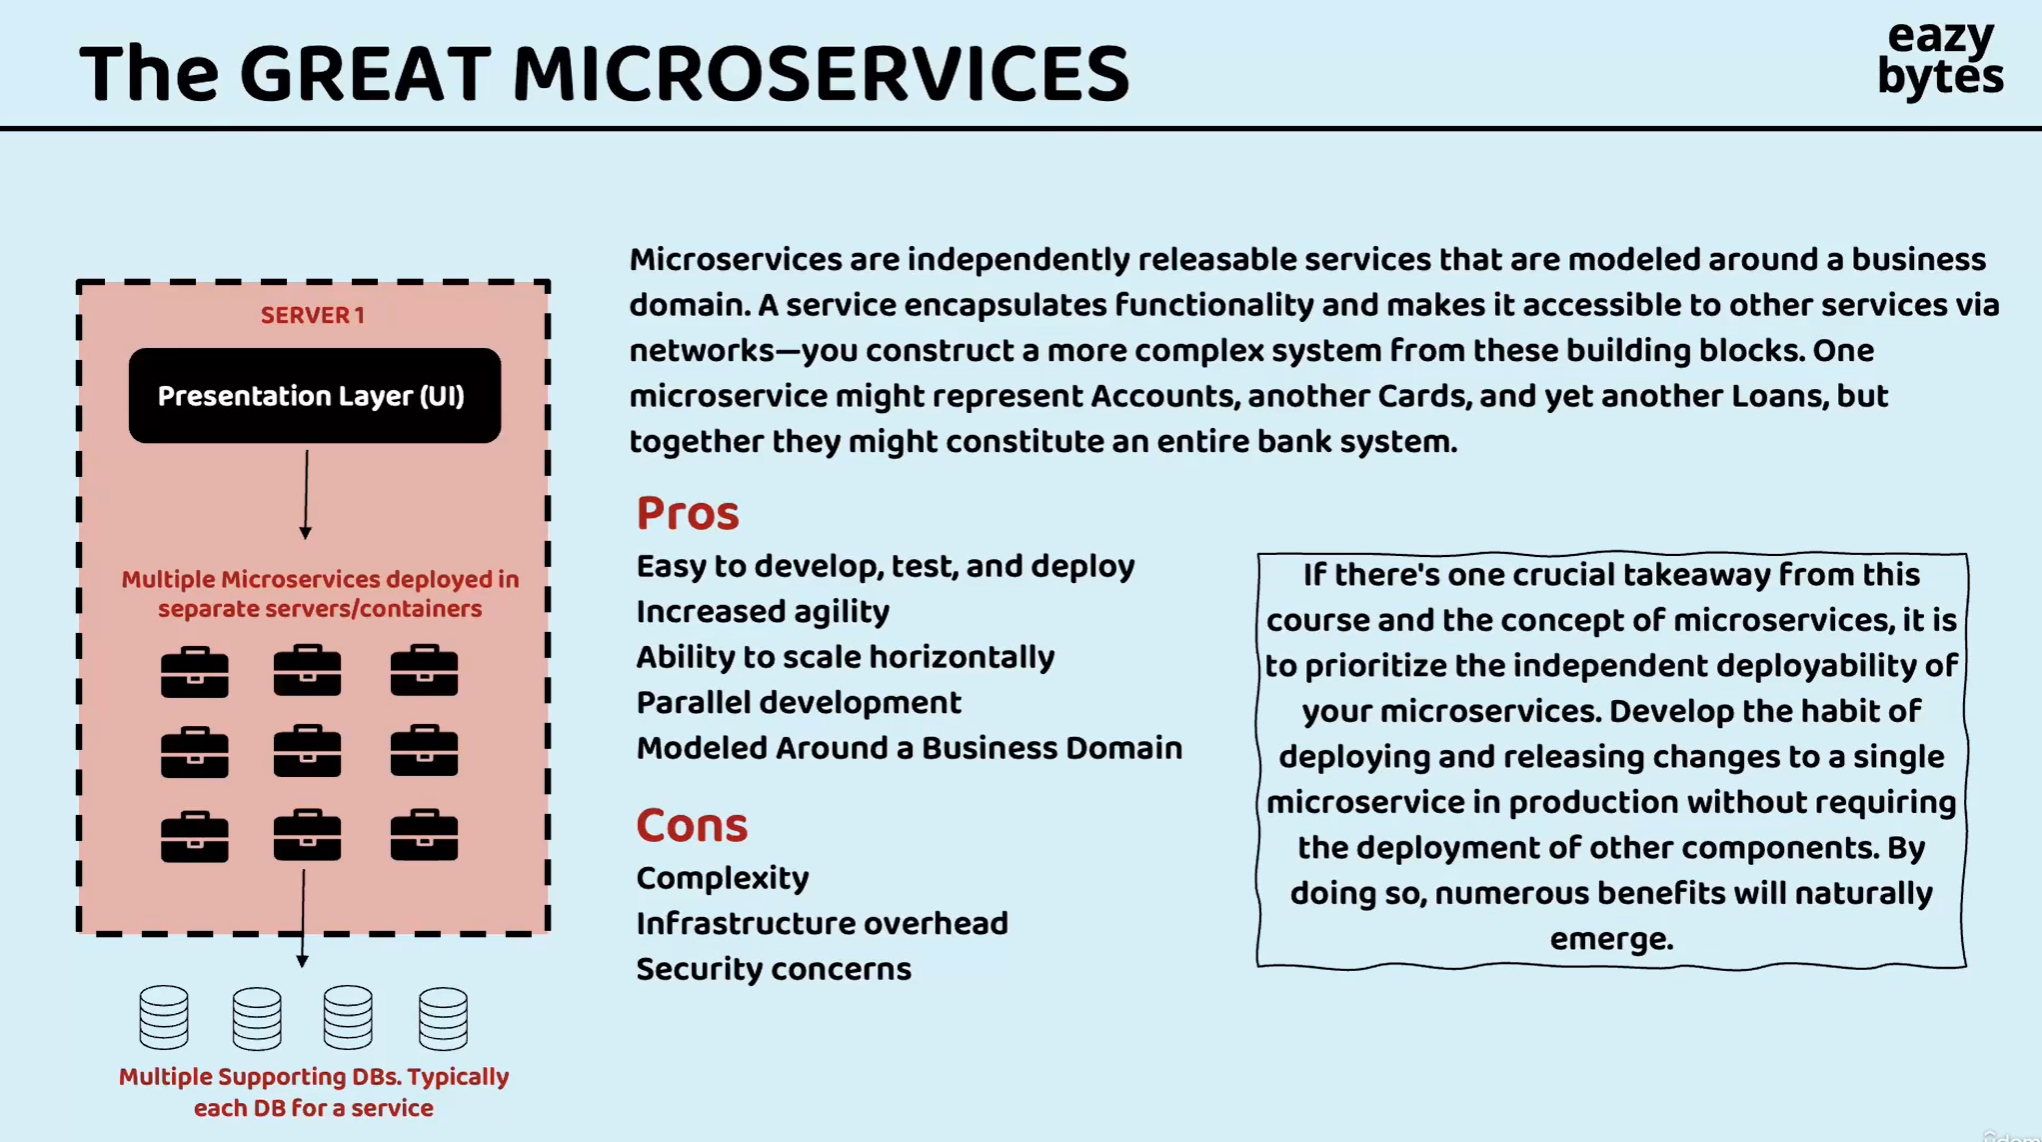 The GREAT MICROSERVICES
eazy
bytes
SERVER 1
Presentation Layer (UI)
Multiple Microservices deployed in
separate servers/containers
Multiple Supporting DBs. Typically
each DB for a service
Microservices are independently releasable services that are modeled around a business
domain. A service encapsulates functionality and makes it accessible to other services via
networks—you construct a more complex system from these building blocks. One
microservice might represent Accounts, another Cards, and yet another Loans, but
together they might constitute an entire bank system.
Pros
Easy to develop, test, and deploy
Increased agility
Ability to scale horizontally
Parallel development
Modeled Around a Business Domain
Cons
Complexity
Infrastructure overhead
Security concerns
If there's one crucial takeaway from this
course and the concept of microservices, it is
to prioritize the independent deployability of
your microservices. Develop the habit of
deploying and releasing changes to a single
microservice in production without requiring
the deployment of other components. By
doing so, numerous benefits will naturally
emerge.